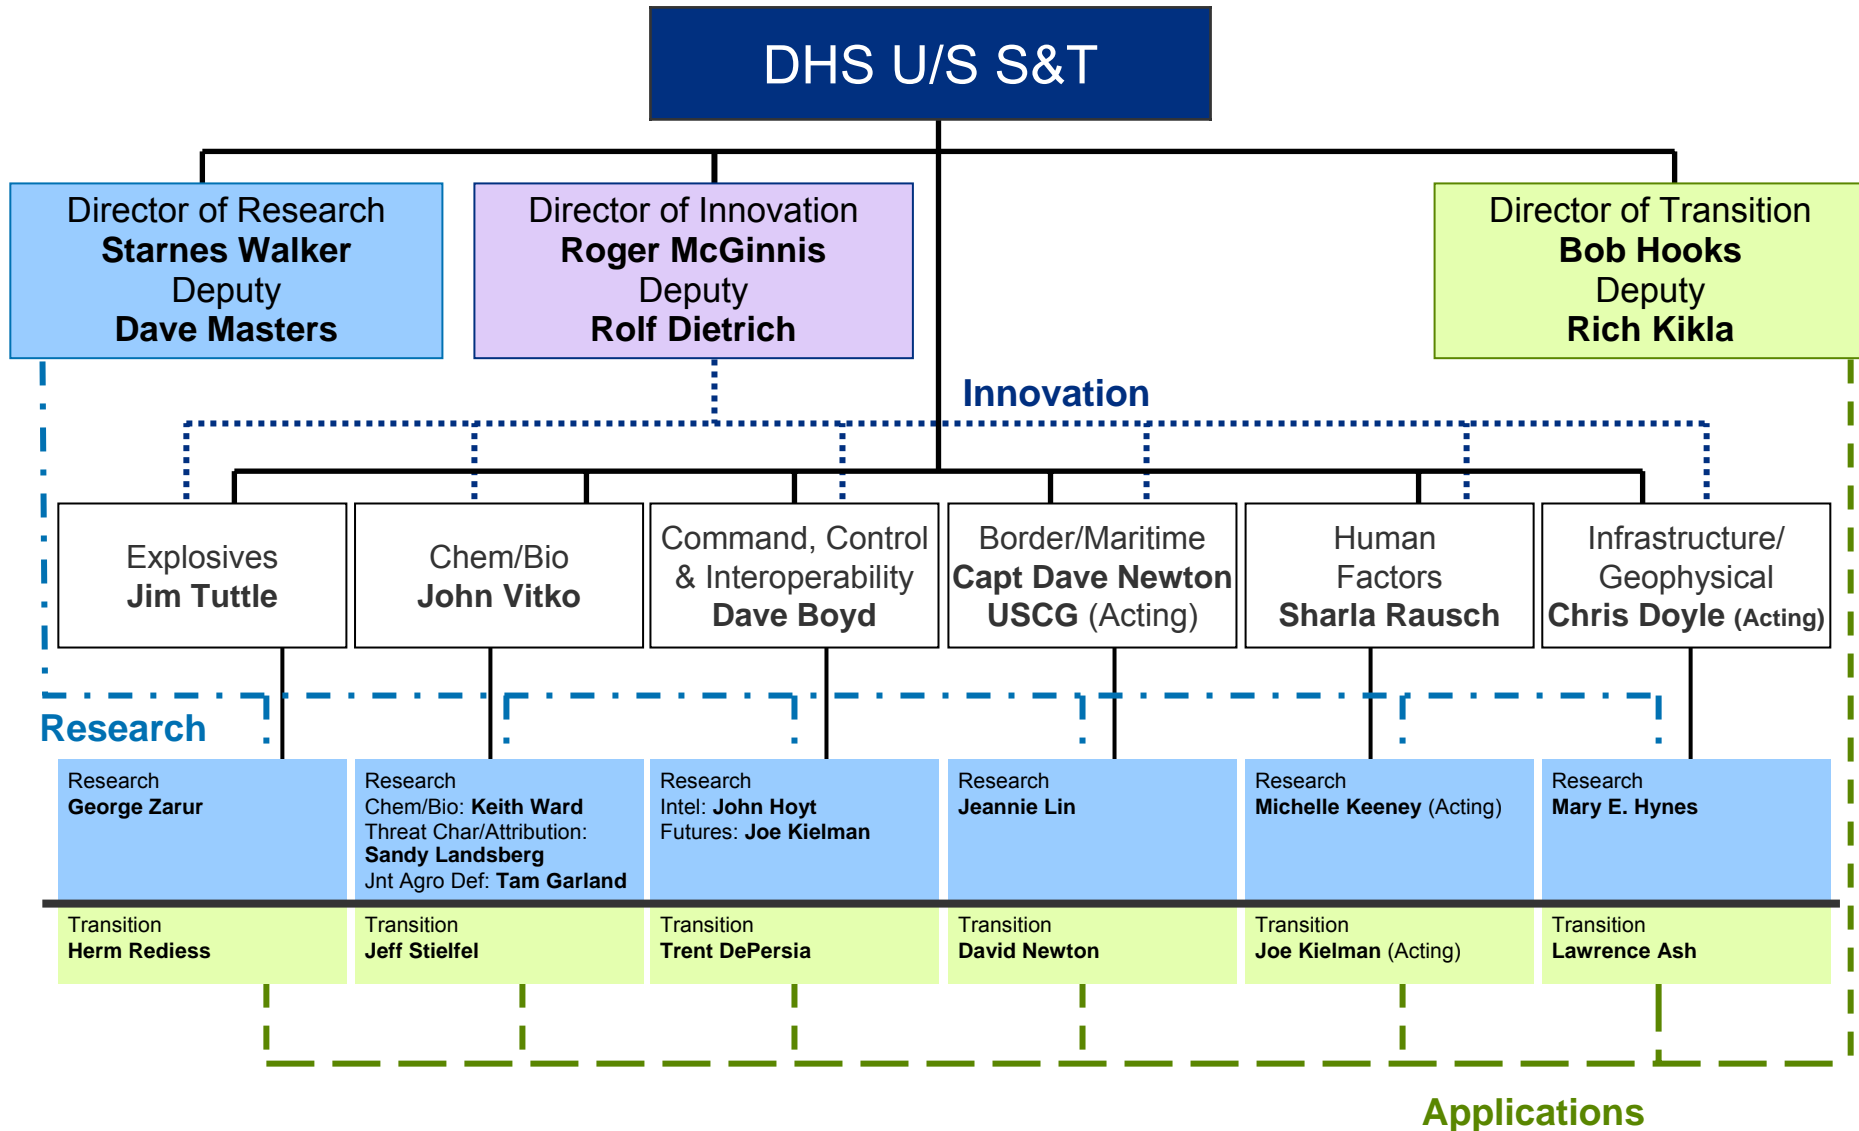 DHS U/S S&T
Director of Research
Starnes Walker
Deputy
Dave Masters
Director of Innovation
Roger McGinnis
Deputy
Rolf Dietrich
Director of Transition
Bob Hooks
Deputy
Rich Kikla
Innovation
Explosives
Jim Tuttle
Chem/Bio
John Vitko
Command, Control
& Interoperability
Dave Boyd
Border/Maritime
Capt Dave Newton
USCG (Acting)
Human
Factors
Sharla Rausch
Infrastructure/
Geophysical
Chris Doyle (Acting)
Research
Research
George Zarur
Research
Chem/Bio: Keith Ward
Threat Char/Attribution:
Sandy Landsberg
Jnt Agro Def: Tam Garland
Research
Intel: John Hoyt
Futures: Joe Kielman
Research
Jeannie Lin
Research
Michelle Keeney (Acting)
Research
Mary E. Hynes
Transition
Herm Rediess
Transition
Jeff Stielfel
Transition
Trent DePersia
Transition
David Newton
Transition
Joe Kielman (Acting)
Transition
Lawrence Ash
Applications